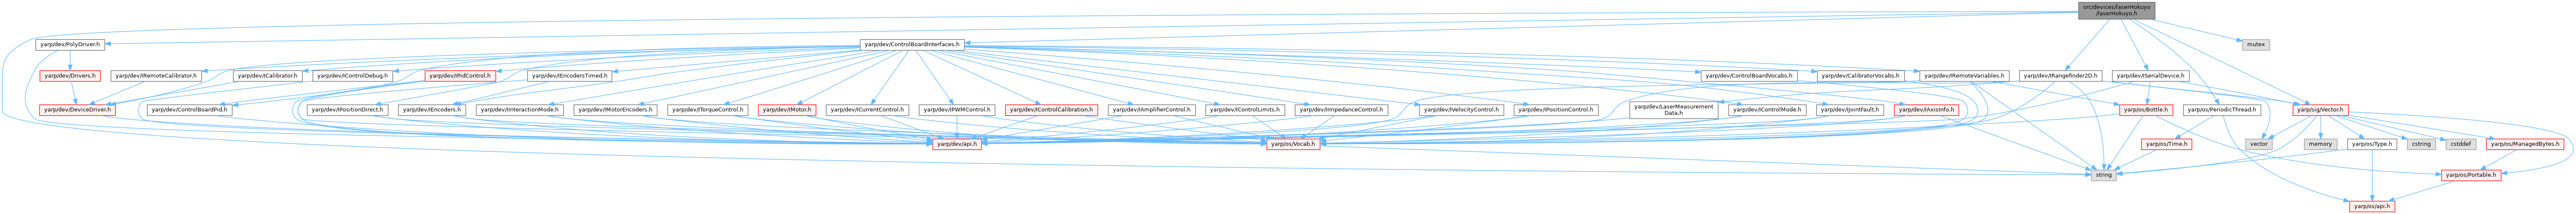 src/devices/laserHokuyo
/laserHokuyo.h
yarp/dev/PolyDriver.h
yarp/dev/ControlBoardInterfaces.h
mutex
yarp/dev/Drivers.h
yarp/dev/IRemoteCalibrator.h
yarp/dev/ICalibrator.h
yarp/dev/IControlDebug.h
yarp/dev/IPidControl.h
yarp/dev/IEncodersTimed.h
yarp/dev/ControlBoardVocabs.h
yarp/dev/CalibratorVocabs.h
yarp/dev/IRemoteVariables.h
yarp/dev/IRangefinder2D.h
yarp/dev/ISerialDevice.h
yarp/dev/DeviceDriver.h
yarp/dev/ControlBoardPid.h
yarp/dev/IPositionDirect.h
yarp/dev/IEncoders.h
yarp/dev/IInteractionMode.h
yarp/dev/IMotorEncoders.h
yarp/dev/ITorqueControl.h
yarp/dev/IMotor.h
yarp/dev/ICurrentControl.h
yarp/dev/IPWMControl.h
yarp/dev/IControlCalibration.h
yarp/dev/IAmplifierControl.h
yarp/dev/IControlLimits.h
yarp/dev/IImpedanceControl.h
yarp/dev/IVelocityControl.h
yarp/dev/IPositionControl.h
yarp/dev/LaserMeasurement
Data.h
yarp/dev/IControlMode.h
yarp/dev/IJointFault.h
yarp/dev/IAxisInfo.h
yarp/os/Bottle.h
yarp/os/PeriodicThread.h
yarp/sig/Vector.h
yarp/dev/api.h
yarp/os/Vocab.h
yarp/os/Time.h
vector
memory
yarp/os/Type.h
cstring
cstddef
yarp/os/ManagedBytes.h
string
yarp/os/Portable.h
yarp/os/api.h